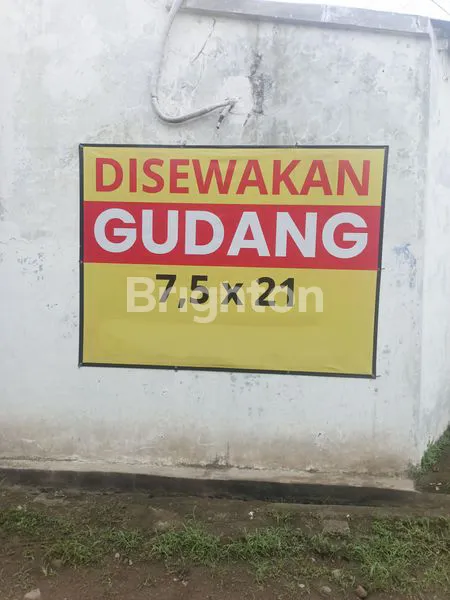 DISEWAKAN
GUDANG
7,5 x 21
Brighton